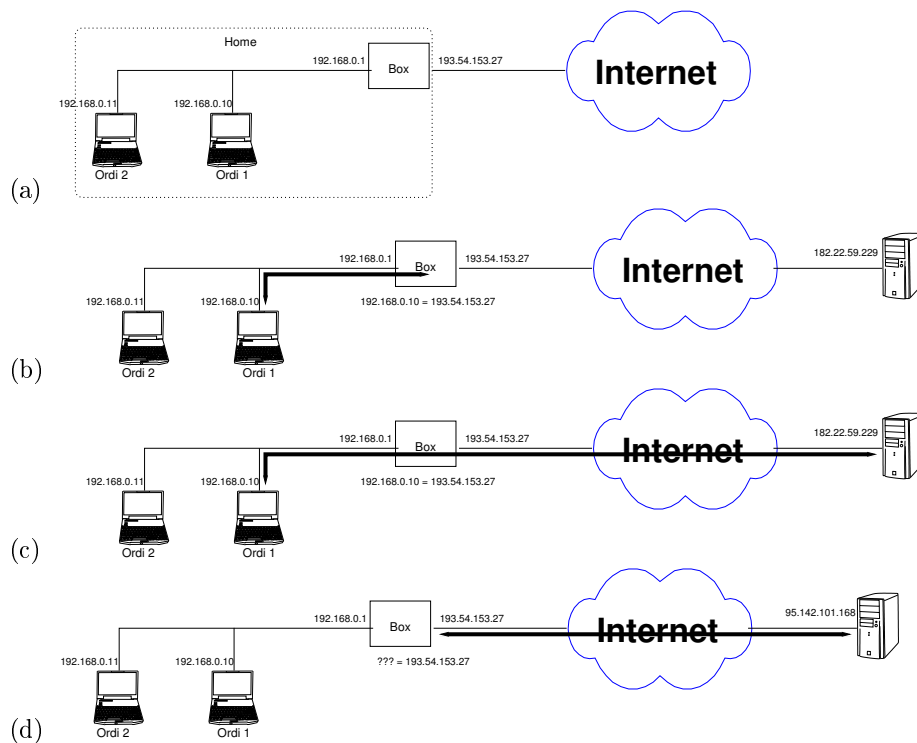 Home
192.168.0.1
Box
193.54.153.27
Internet
192.168.0.11
192.168.0.10
Ordi 2
Ordi 1
(a)
192.168.0.1
Box
193.54.153.27
Internet
182.22.59.229
192.168.0.11
192.168.0.10
192.168.0.10 = 193.54.153.27
Ordi 2
Ordi 1
(b)
192.168.0.1
Box
193.54.153.27
Internet
182.22.59.229
192.168.0.11
192.168.0.10
192.168.0.10 = 193.54.153.27
Ordi 2
Ordi 1
(c)
192.168.0.1
Box
193.54.153.27
Internet
95.142.101.168
192.168.0.11
192.168.0.10
??? = 193.54.153.27
Ordi 2
Ordi 1
(d)